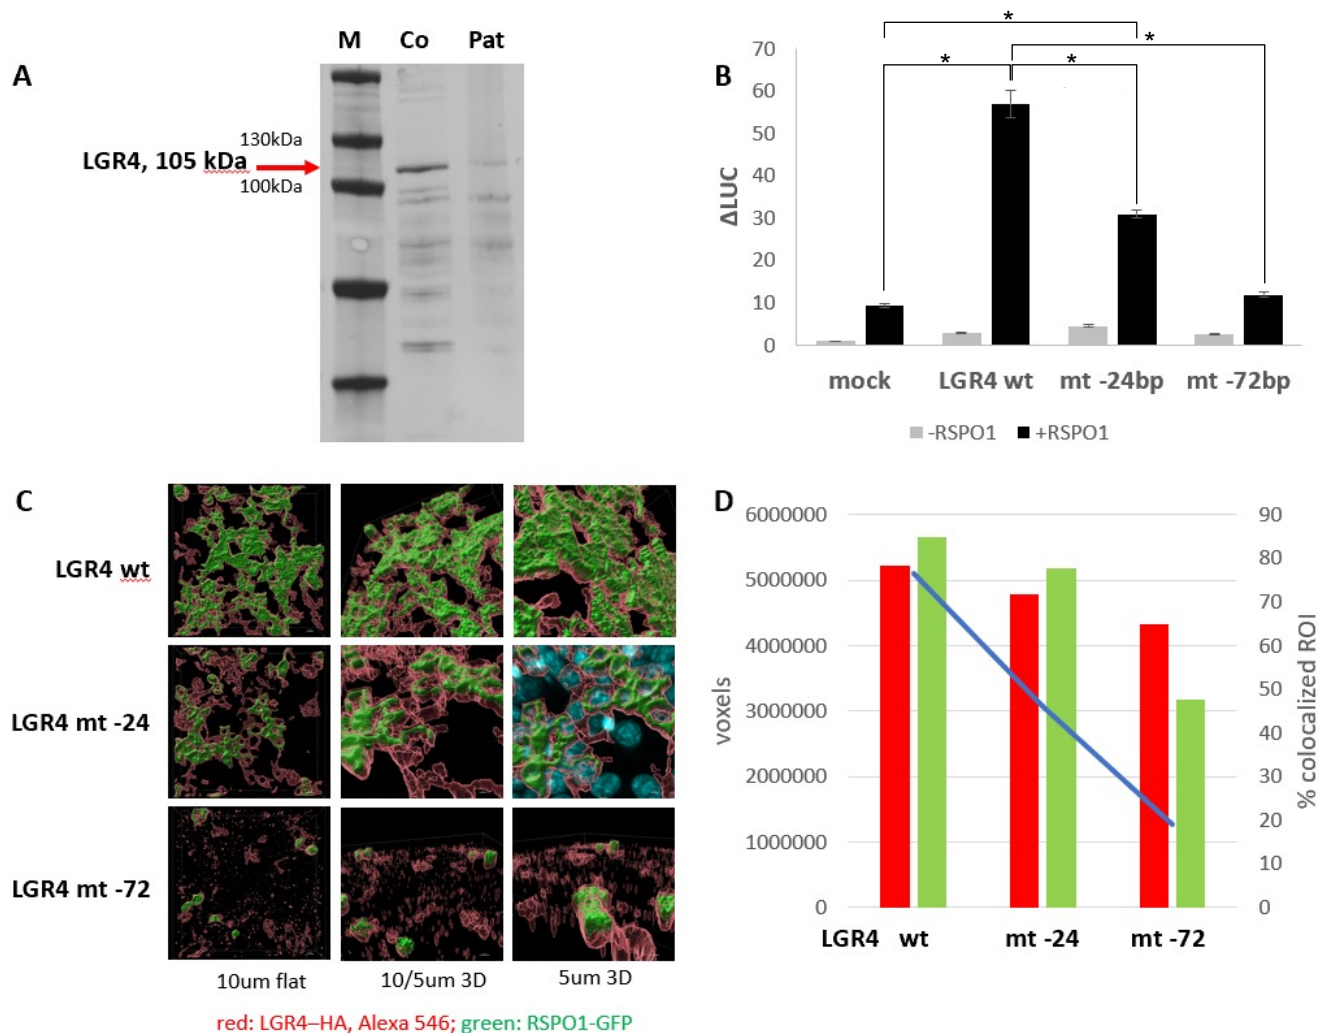 A
M Co Pat
130kDa
LGR4, 105 kDa
100kDa
B
*
*
* *
70
60
50
40
30
20
10
0
ΔLUC
mock LGR4 wt mt -24bp mt -72bp
-RSPO1 +RSPO1
C
LGR4 wt
LGR4 mt -24
LGR4 mt -72
10um flat 10/5um 3D 5um 3D
red: LGR4–HA, Alexa 546; green: RSPO1-GFP
D
6000000
5000000
4000000
3000000
2000000
1000000
0
voxels
90
80
70
60
50
40
30
20
10
0
% colocalized ROI
LGR4 wt mt -24 mt -72